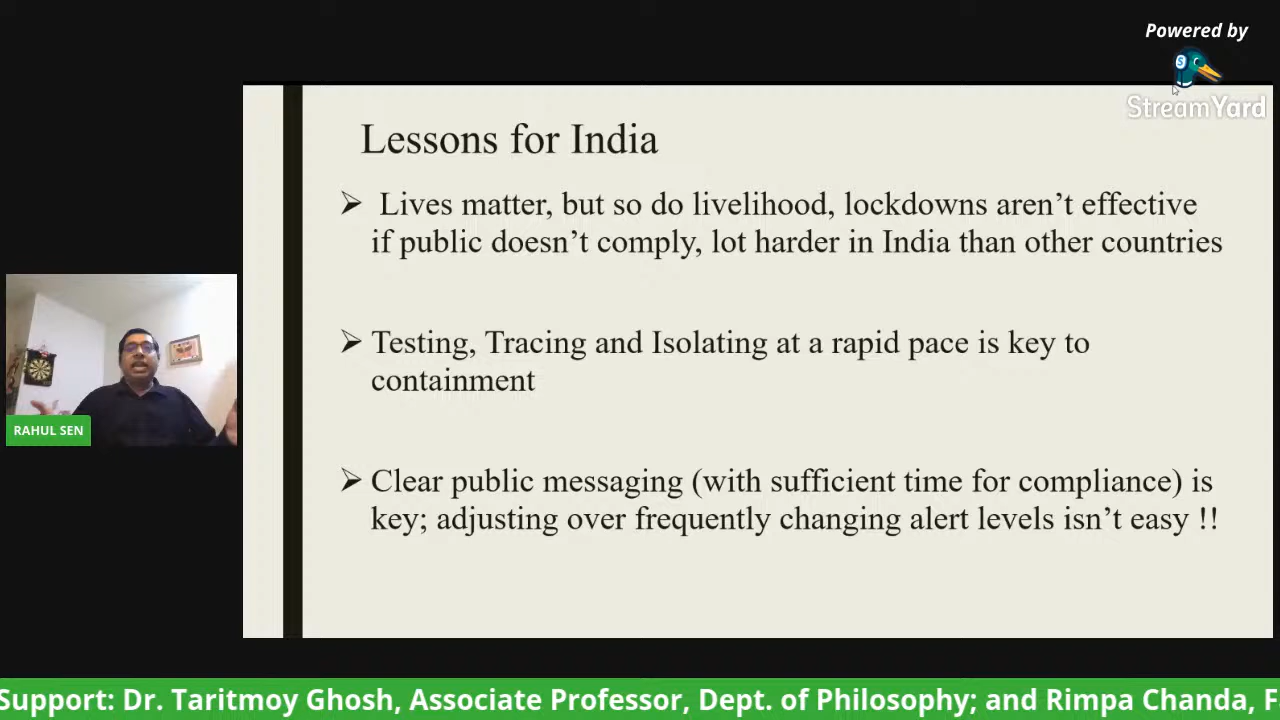 Powered by
StreamYard
Lessons for India
➢ Lives matter, but so do livelihood, lockdowns aren’t effective
if public doesn’t comply, lot harder in India than other countries
➢ Testing, Tracing and Isolating at a rapid pace is key to
containment
➢ Clear public messaging (with sufficient time for compliance) is
key; adjusting over frequently changing alert levels isn’t easy !!
RAHUL SEN
Support: Dr. Taritmoy Ghosh, Associate Professor, Dept. of Philosophy; and Rimpa Chanda, F